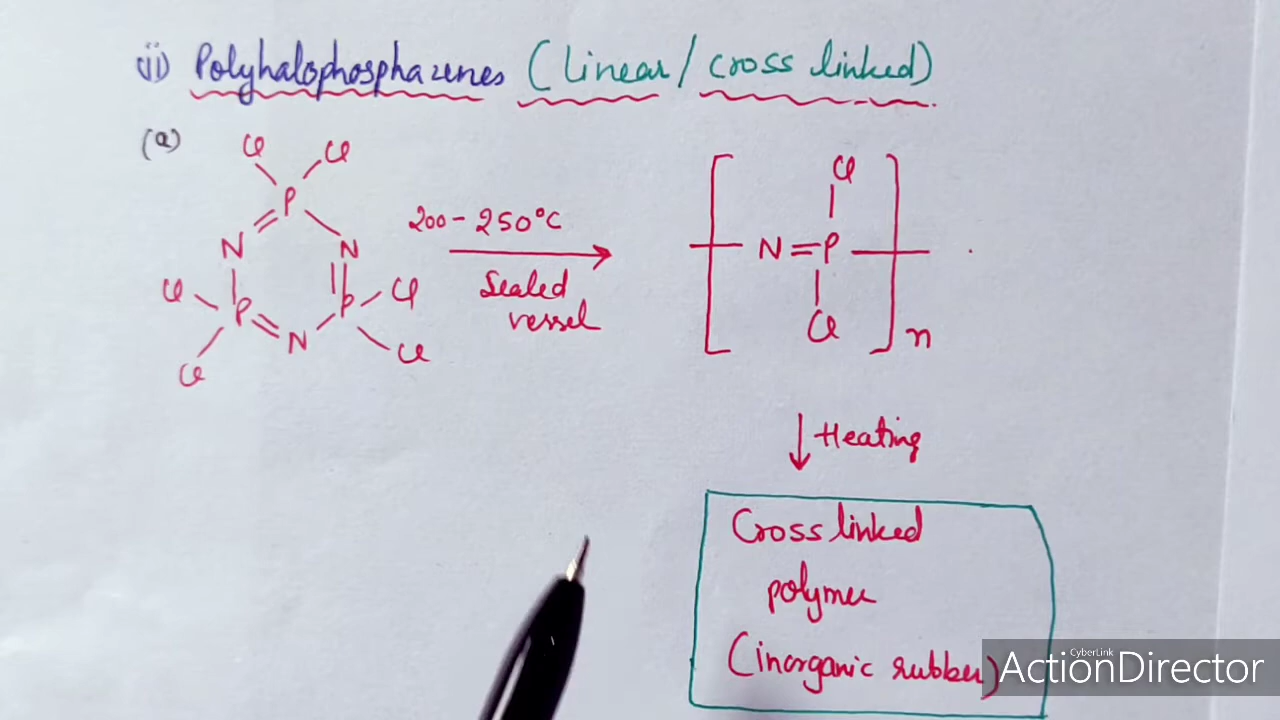 ii) Polyhalophosphazenes (linear / cross linked)
(a)
Cl Cl
P
N N
Cl P Cl
P N
Cl Cl
200-250°C
Sealed
vessel
Cl
N=P
Cl
n
Heating
Cross linked
polymer
(inorganic rubber)
CyberLink
ActionDirector